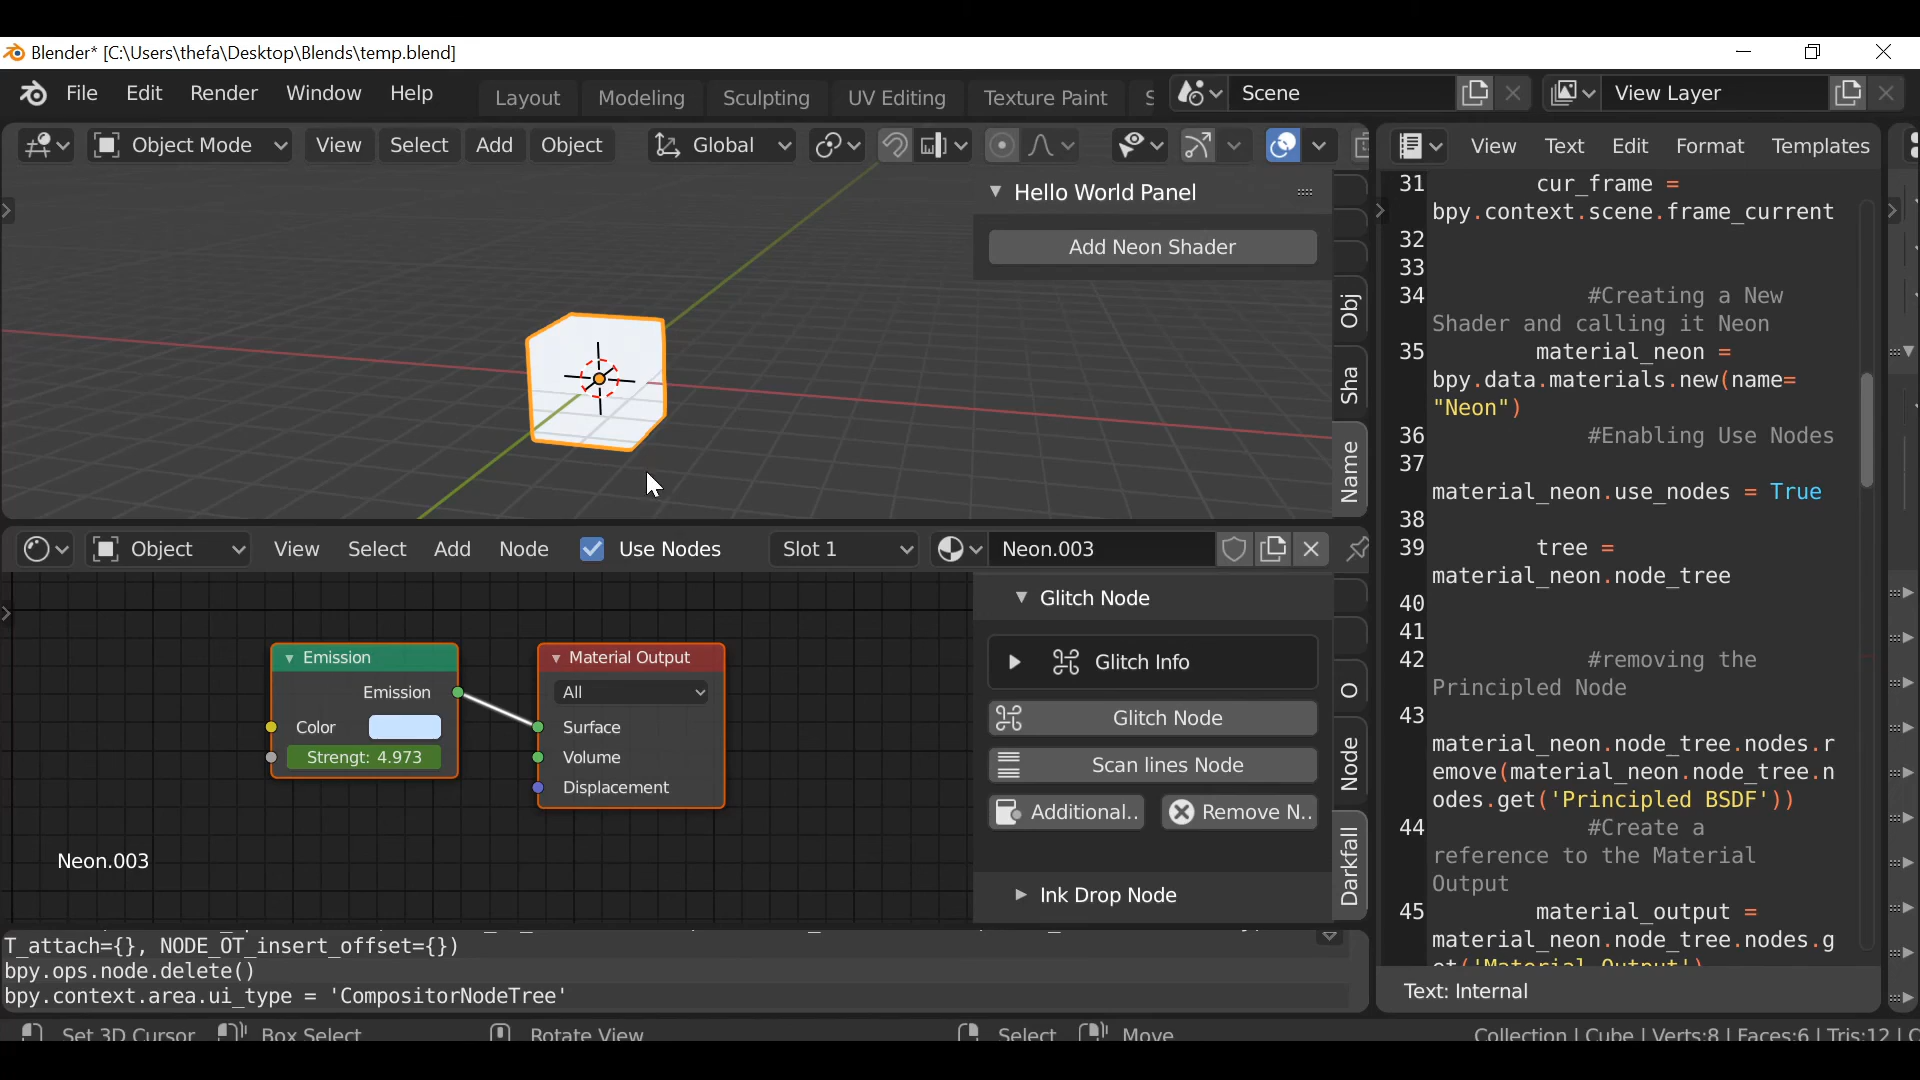 Blender* [C:\Users\thefa\Desktop\Blends\temp.blend]
File Edit Render Window Help Layout Modeling Sculpting UV Editing Texture Paint S Scene View Layer
Object Mode View Select Add Object Global
Hello World Panel
Add Neon Shader
Obj
Sha
Name
Object View Select Add Node Use Nodes Slot 1 Neon.003
Emission
Emission
Color
Strengt: 4.973
Material Output
All
Surface
Volume
Displacement
Neon.003
Glitch Node
Glitch Info
Glitch Node
Scan lines Node
Additional.. Remove N..
Ink Drop Node
O
Node
Darkfall
T_attach={}, NODE_OT_insert_offset={})
bpy.ops.node.delete()
bpy.context.area.ui_type = 'CompositorNodeTree'
View Text Edit Format Templates
31 cur_frame =
bpy.context.scene.frame_current
32
33
34 #Creating a New
Shader and calling it Neon
35 material_neon =
bpy.data.materials.new(name=
"Neon")
36 #Enabling Use Nodes
37
material_neon.use_nodes = True
38
39 tree =
material_neon.node_tree
40
41
42 #removing the
Principled Node
43
material_neon.node_tree.nodes.r
emove(material_neon.node_tree.n
odes.get('Principled BSDF'))
44 #Create a
reference to the Material
Output
45 material_output =
material_neon.node_tree.nodes.g
et('Material Output')
Text: Internal
Set 3D Cursor Box Select Rotate View Select Move Collection | Cube | Verts:8 | Faces:6 | Tris:12 | O